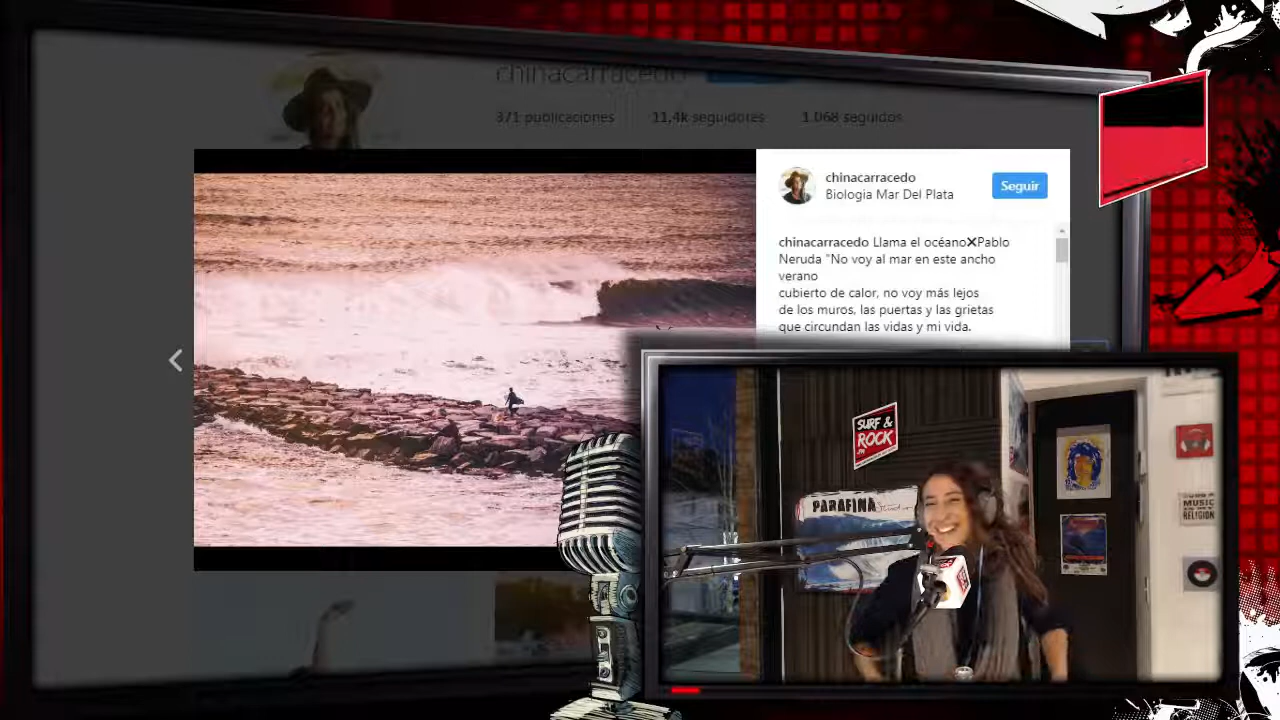 chinacarracedo
371 publicaciones 11,4k seguidores 1.068 seguidos
chinacarracedo
Biologia Mar Del Plata
Seguir
chinacarracedo Llama el océano❌Pablo
Neruda "No voy al mar en este ancho
verano
cubierto de calor, no voy más lejos
de los muros, las puertas y las grietas
que circundan las vidas y mi vida.
SURF &
ROCK
.FM
PARAFINA
MUSIC
RELIGION